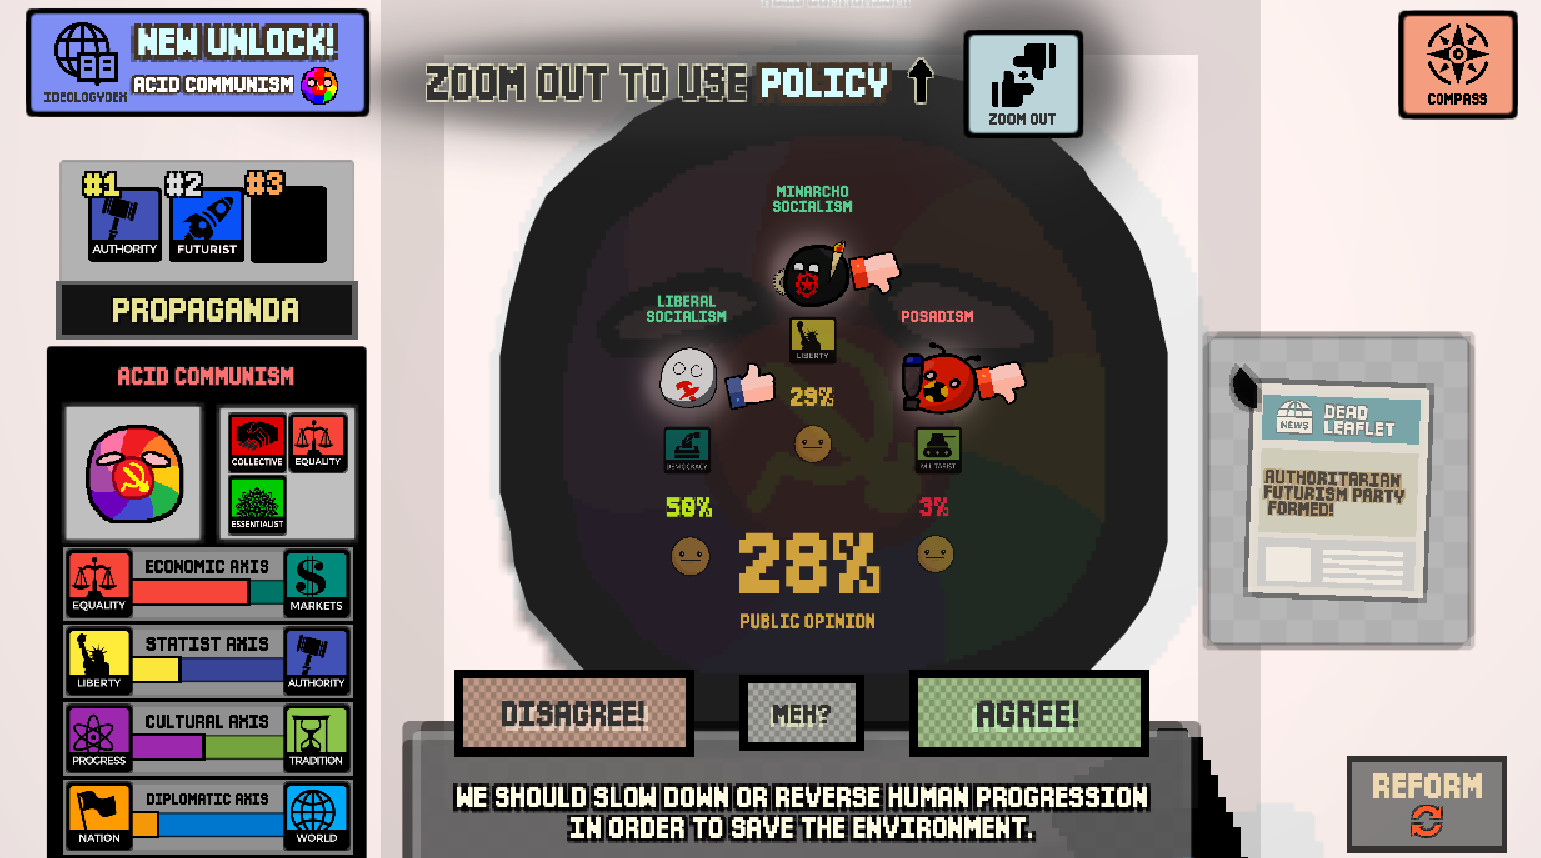 NEW UNLOCK!
IDEOLOGYDEX
ACID COMMUNISM
ZOOM OUT TO USE POLICY
ZOOM OUT
COMPASS
#1
#2
#3
AUTHORITY
FUTURIST
PROPAGANDA
ACID COMMUNISM
COLLECTIVE
EQUALITY
ESSENTIALIST
ECONOMIC AXIS
EQUALITY
MARKETS
STATIST AXIS
LIBERTY
AUTHORITY
CULTURAL AXIS
PROGRESS
TRADITION
DIPLOMATIC AXIS
NATION
WORLD
MINARCHO
SOCIALISM
LIBERTY
29%
LIBERAL
SOCIALISM
DEMOCRACY
50%
POSADISM
MILITARIST
3%
28%
PUBLIC OPINION
DISAGREE!
MEH?
AGREE!
WE SHOULD SLOW DOWN OR REVERSE HUMAN PROGRESSION
IN ORDER TO SAVE THE ENVIRONMENT.
NEWS
DEAD
LEAFLET
AUTHORITARIAN
FUTURISM PARTY
FORMED!
REFORM